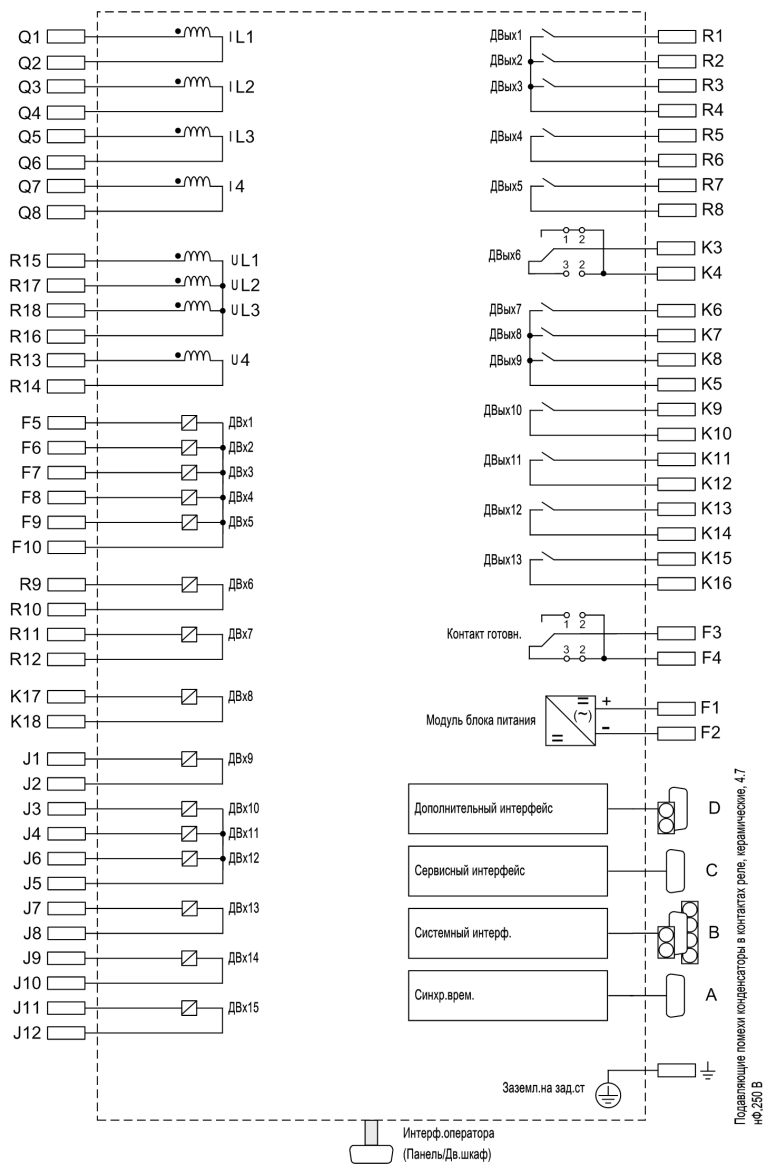 Q1 IL1 ДВых1 R1
Q2 ДВых2 R2
Q3 IL2 ДВых3 R3
Q4 R4
Q5 IL3 ДВых4 R5
Q6 R6
Q7 I4 ДВых5 R7
Q8 R8
1 2
ДВых6 K3
3 2 K4
R15 UL1
R17 UL2
R18 UL3 ДВых7 K6
R16 ДВых8 K7
R13 U4 ДВых9 K8
R14 K5
F5 ДВх1 ДВых10 K9
F6 ДВх2 K10
F7 ДВх3 ДВых11 K11
F8 ДВх4 K12
F9 ДВх5 ДВых12 K13
F10 K14
ДВых13 K15
R9 ДВх6 K16
R10
1 2
R11 ДВх7 Контакт готовн. F3
R12 3 2 F4
K17 ДВх8 = + F1
(~)
K18 Модуль блока питания = - F2
J1 ДВх9
J2
J3 ДВх10 Дополнительный интерфейс D
J4 ДВх11
J6 ДВх12 Сервисный интерфейс C
J5
J7 ДВх13
J8 Системный интерф. B
J9 ДВх14
J10 Синхр.врем. A
J11 ДВх15
J12
Заземл.на зад.ст
Интерф.оператора
(Панель/Дв.шкаф)
Подавляющие помехи конденсаторы в контактах реле, керамические, 4.7
нФ.250 В